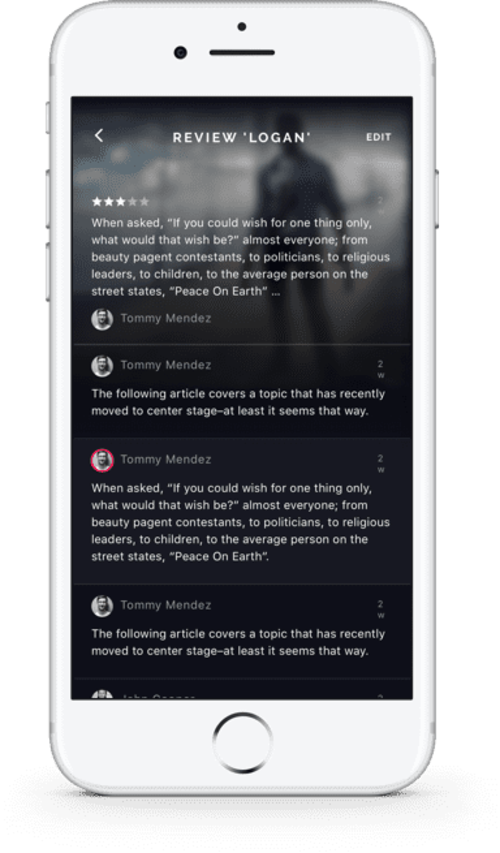 REVIEW 'LOGAN'
EDIT
2
When asked, “If you could wish for one thing only,
what would that wish be?” almost everyone; from
beauty pagent contestants, to politicians, to religious
leaders, to children, to the average person on the
street states, “Peace On Earth” ...
Tommy Mendez
Tommy Mendez
2
w
The following article covers a topic that has recently
moved to center stage–at least it seems that way.
Tommy Mendez
2
w
When asked, “If you could wish for one thing only,
what would that wish be?” almost everyone; from
beauty pagent contestants, to politicians, to religious
leaders, to children, to the average person on the
street states, “Peace On Earth”.
Tommy Mendez
2
w
The following article covers a topic that has recently
moved to center stage–at least it seems that way.
John Cooper
2